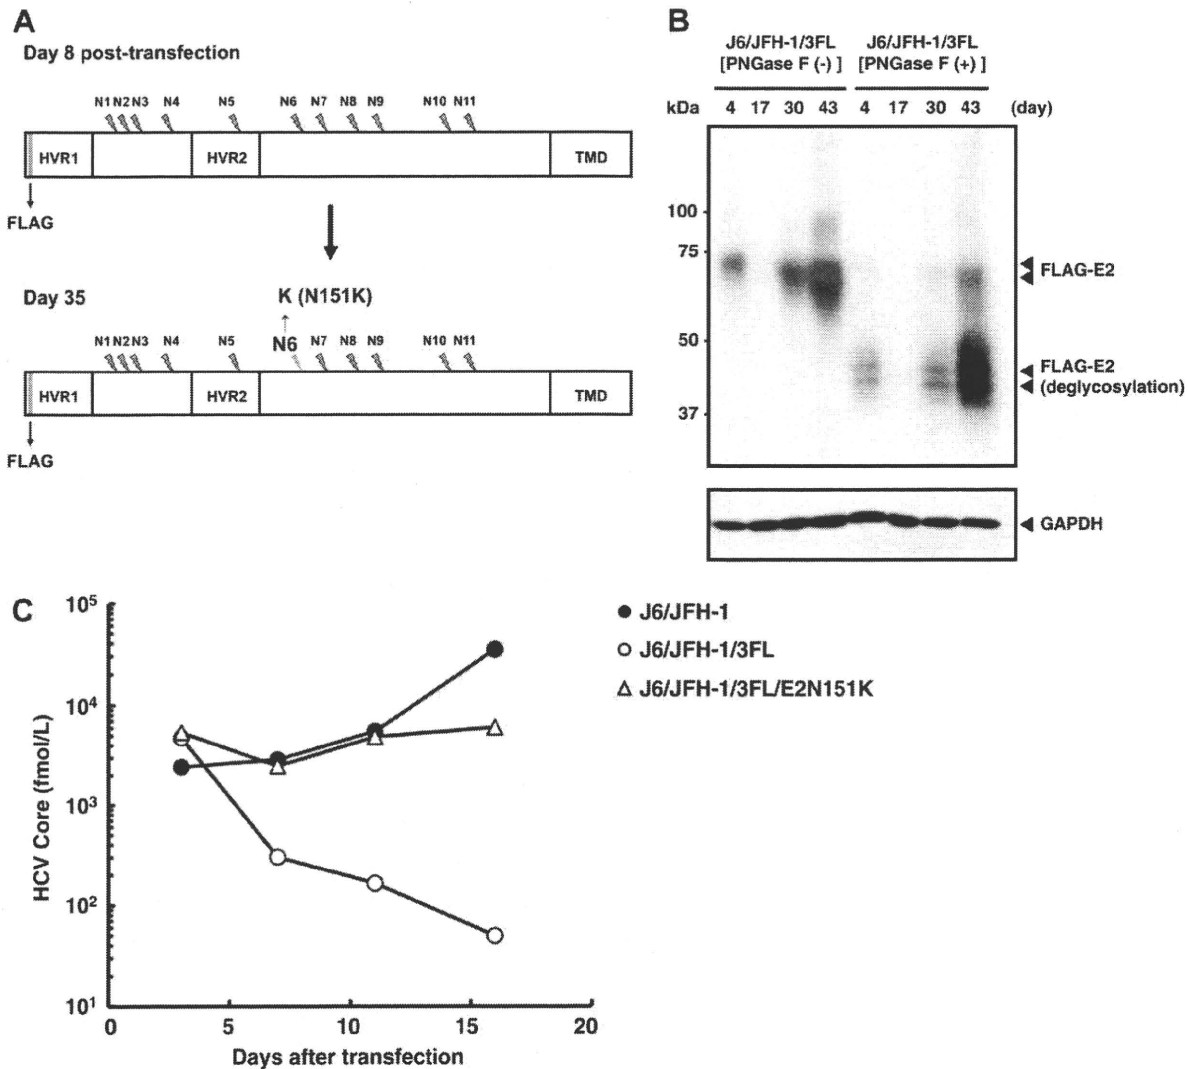 A
Day 8 post-transfection
N1 N2 N3 N4 N5 N6 N7 N8 N9 N10 N11
HVR1 HVR2 TMD
FLAG
Day 35
K (N151K)
N1 N2 N3 N4 N5 N6 N7 N8 N9 N10 N11
HVR1 HVR2 TMD
FLAG
B
J6/JFH-1/3FL J6/JFH-1/3FL
[PNGase F (-) ] [PNGase F (+) ]
kDa 4 17 30 43 4 17 30 43 (day)
100
75
FLAG-E2
50
FLAG-E2
(deglycosylation)
37
GAPDH
C
HCV Core (fmol/L)
10⁵
10⁴
10³
10²
10¹
0 5 10 15 20
Days after transfection
J6/JFH-1
J6/JFH-1/3FL
J6/JFH-1/3FL/E2N151K